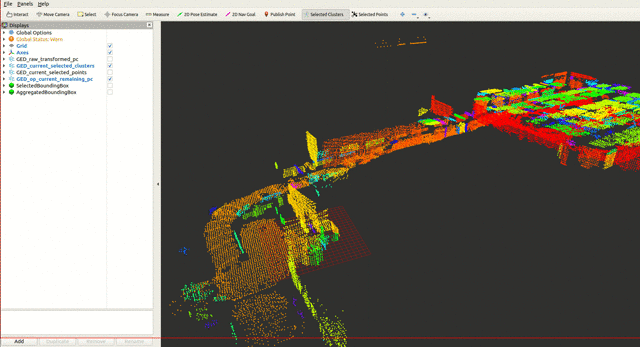 File Panels Help
Interact Move Camera Select Focus Camera Measure 2D Pose Estimate 2D Nav Goal Publish Point Selected Clusters Selected Points
Displays
Global Options
Global Status: Warn
Grid
Axes
GED_raw_transformed_pc
GED_current_selected_clusters
GED_current_selected_points
GED_op_current_remaining_pc
SelectedBoundingBox
AggregatedBoundingBox
Add Duplicate Remove Rename